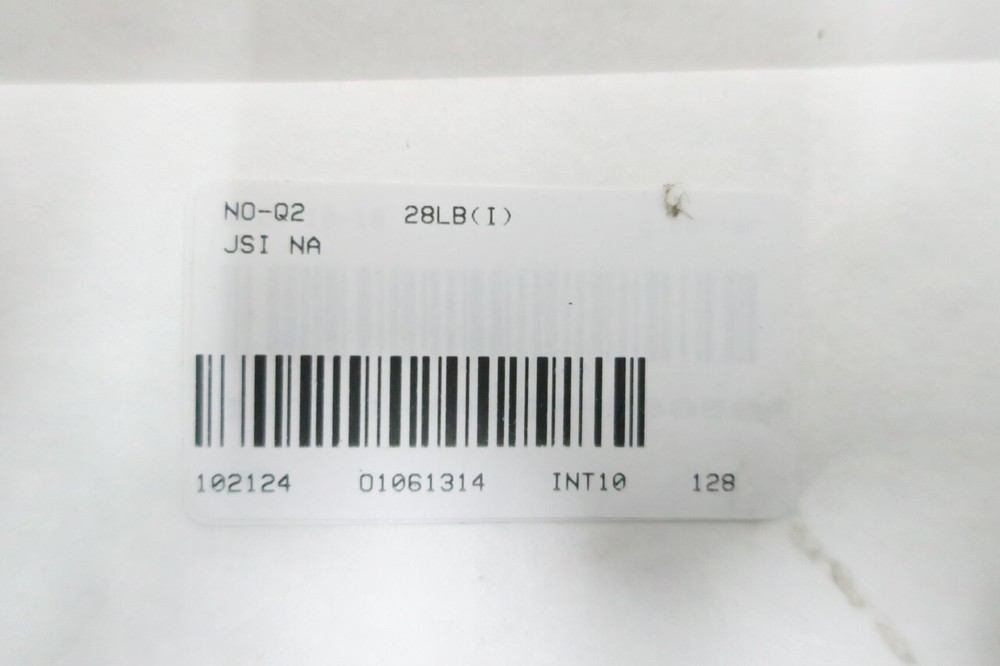 NO-Q2 28LB(I)
JSI NA
102124 01061314 INT10 128